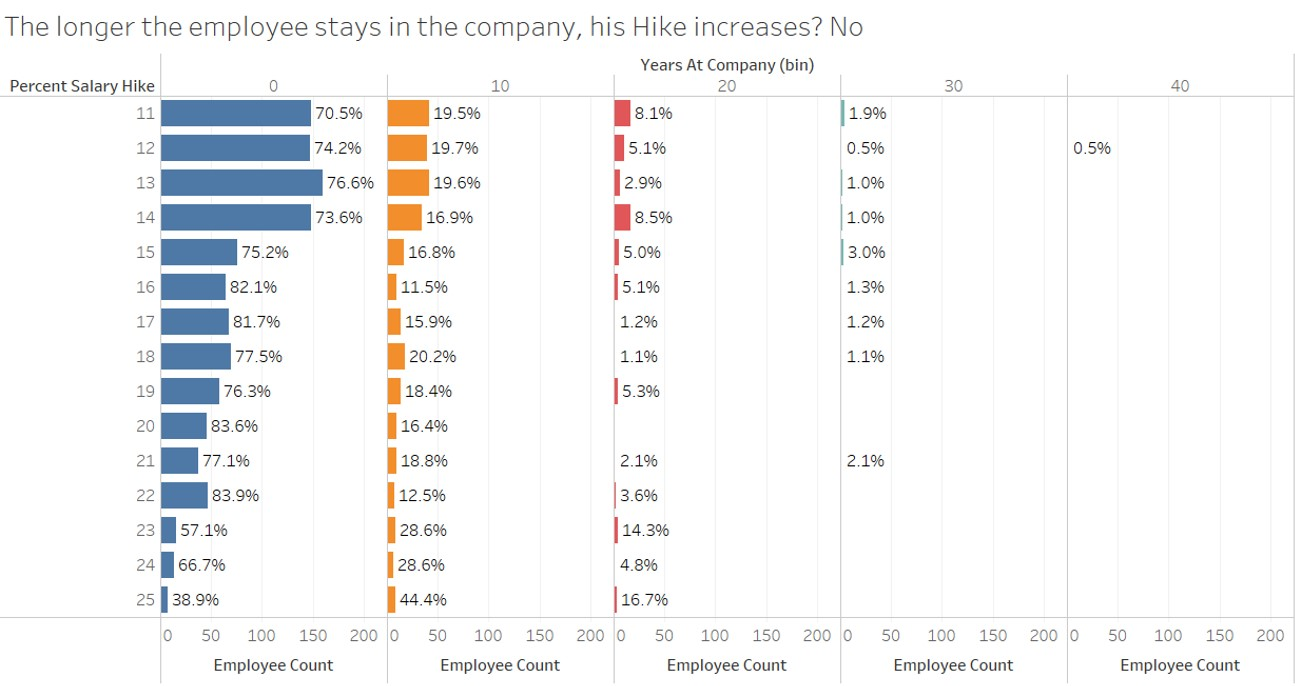 The longer the employee stays in the company, his Hike increases? No
Years At Company (bin)
Percent Salary Hike 0 10 20 30 40
11 70.5% 19.5% 8.1% 1.9%
12 74.2% 19.7% 5.1% 0.5% 0.5%
13 76.6% 19.6% 2.9% 1.0%
14 73.6% 16.9% 8.5% 1.0%
15 75.2% 16.8% 5.0% 3.0%
16 82.1% 11.5% 5.1% 1.3%
17 81.7% 15.9% 1.2% 1.2%
18 77.5% 20.2% 1.1% 1.1%
19 76.3% 18.4% 5.3%
20 83.6% 16.4%
21 77.1% 18.8% 2.1% 2.1%
22 83.9% 12.5% 3.6%
23 57.1% 28.6% 14.3%
24 66.7% 28.6% 4.8%
25 38.9% 44.4% 16.7%
0 50 100 150 200 0 50 100 150 200 0 50 100 150 200 0 50 100 150 200 0 50 100 150 200
Employee Count Employee Count Employee Count Employee Count Employee Count